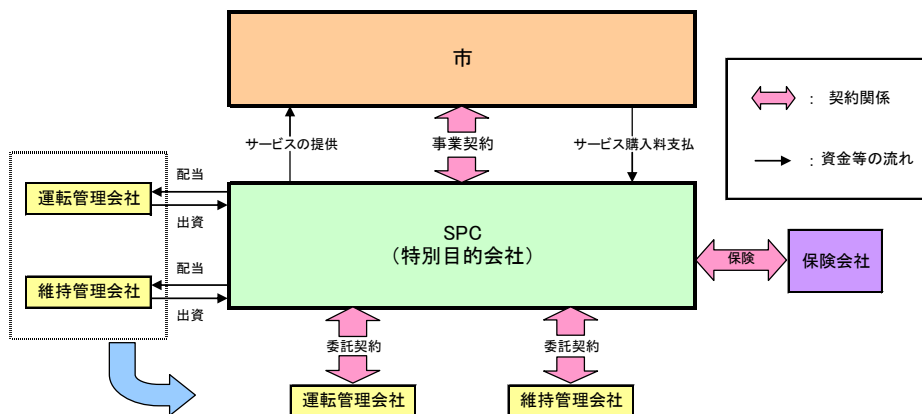 市
： 契約関係
： 資金等の流れ
サービスの提供
事業契約
サービス購入料支払
配当
運転管理会社
出資
配当
維持管理会社
出資
SPC
（特別目的会社）
保険
保険会社
委託契約
委託契約
運転管理会社
維持管理会社